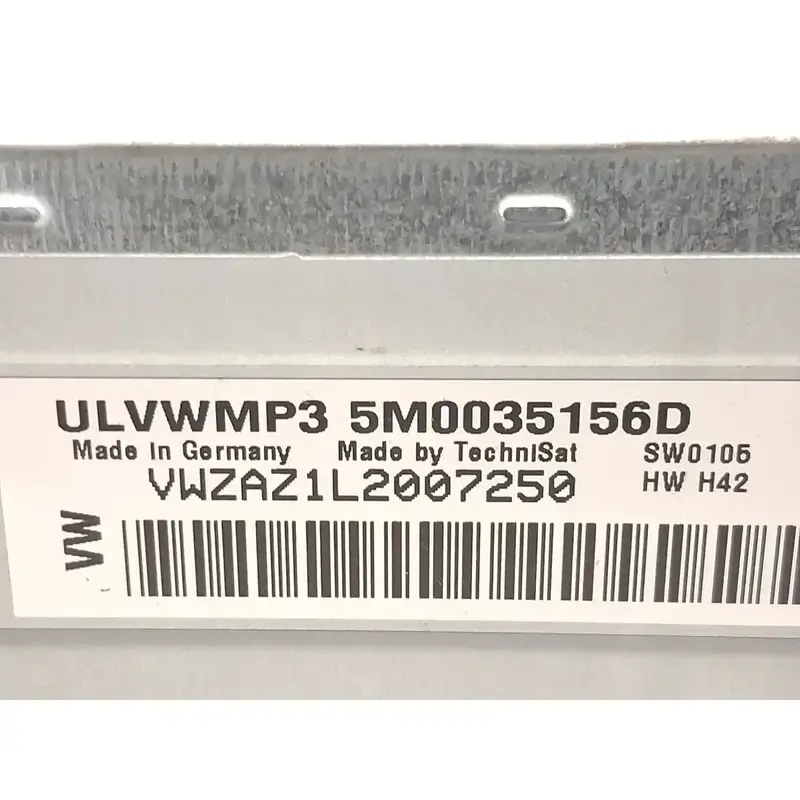 ULVWMP3 5M0035156D
Made in Germany Made by TechniSat SW0105
VWZAZ1L2007250 HW H42
VW